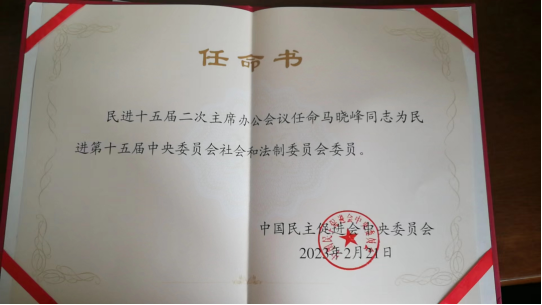 任命书
民进十五届二次主席办公会议任命马晓峰同志为民
进第十五届中央委员会社会和法制委员会委员。
中国民主促进会中央委员会
2023年2月21日